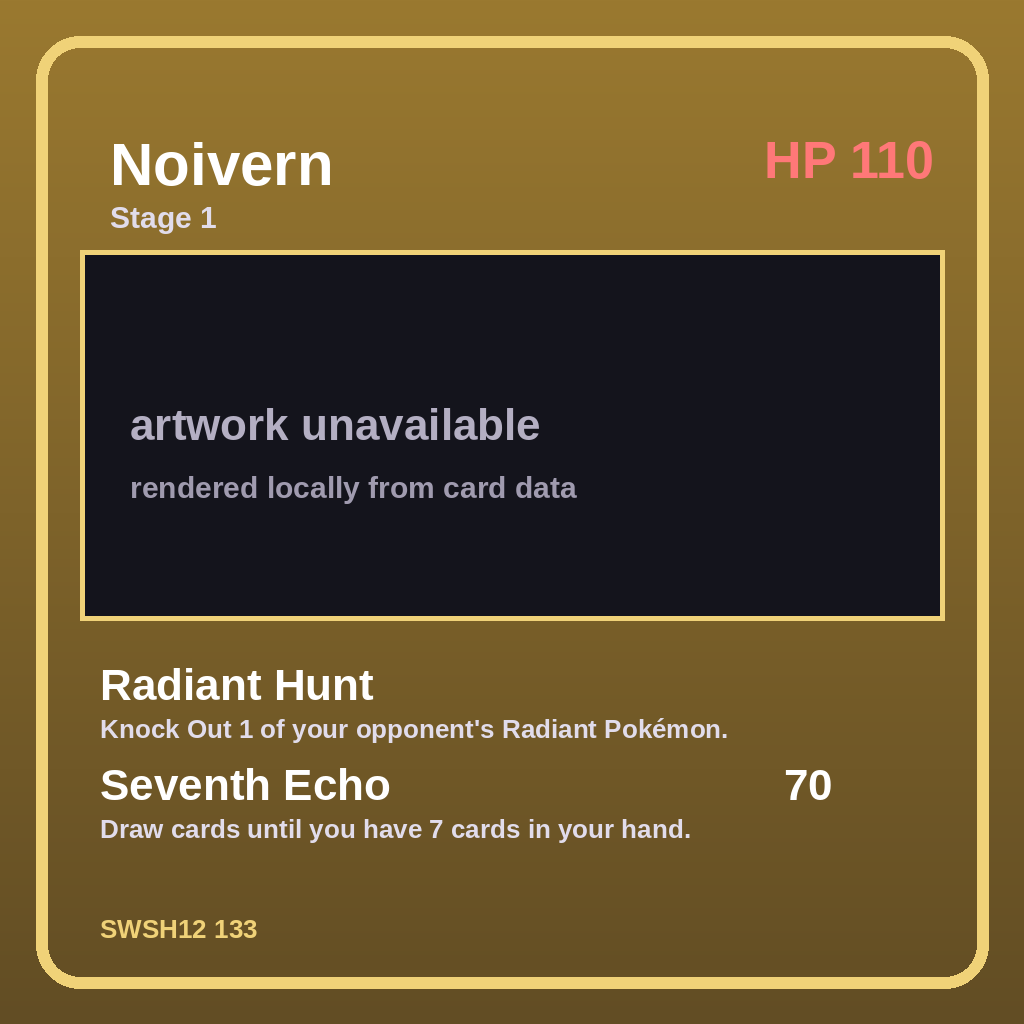 Noivern
HP 110
Stage 1
artwork unavailable
rendered locally from card data
Radiant Hunt
Knock Out 1 of your opponent's Radiant Pokémon.
Seventh Echo 70
Draw cards until you have 7 cards in your hand.
SWSH12 133